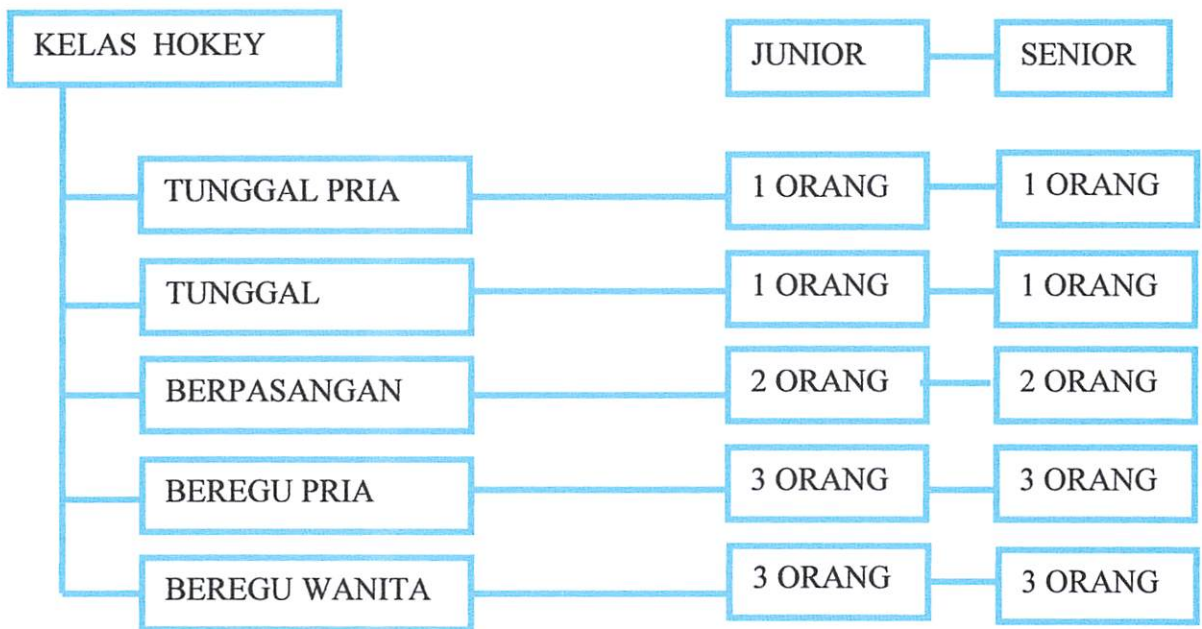 KELAS HOKEY
JUNIOR SENIOR
TUNGGAL PRIA 1 ORANG 1 ORANG
TUNGGAL 1 ORANG 1 ORANG
BERPASANGAN 2 ORANG 2 ORANG
BEREGU PRIA 3 ORANG 3 ORANG
BEREGU WANITA 3 ORANG 3 ORANG